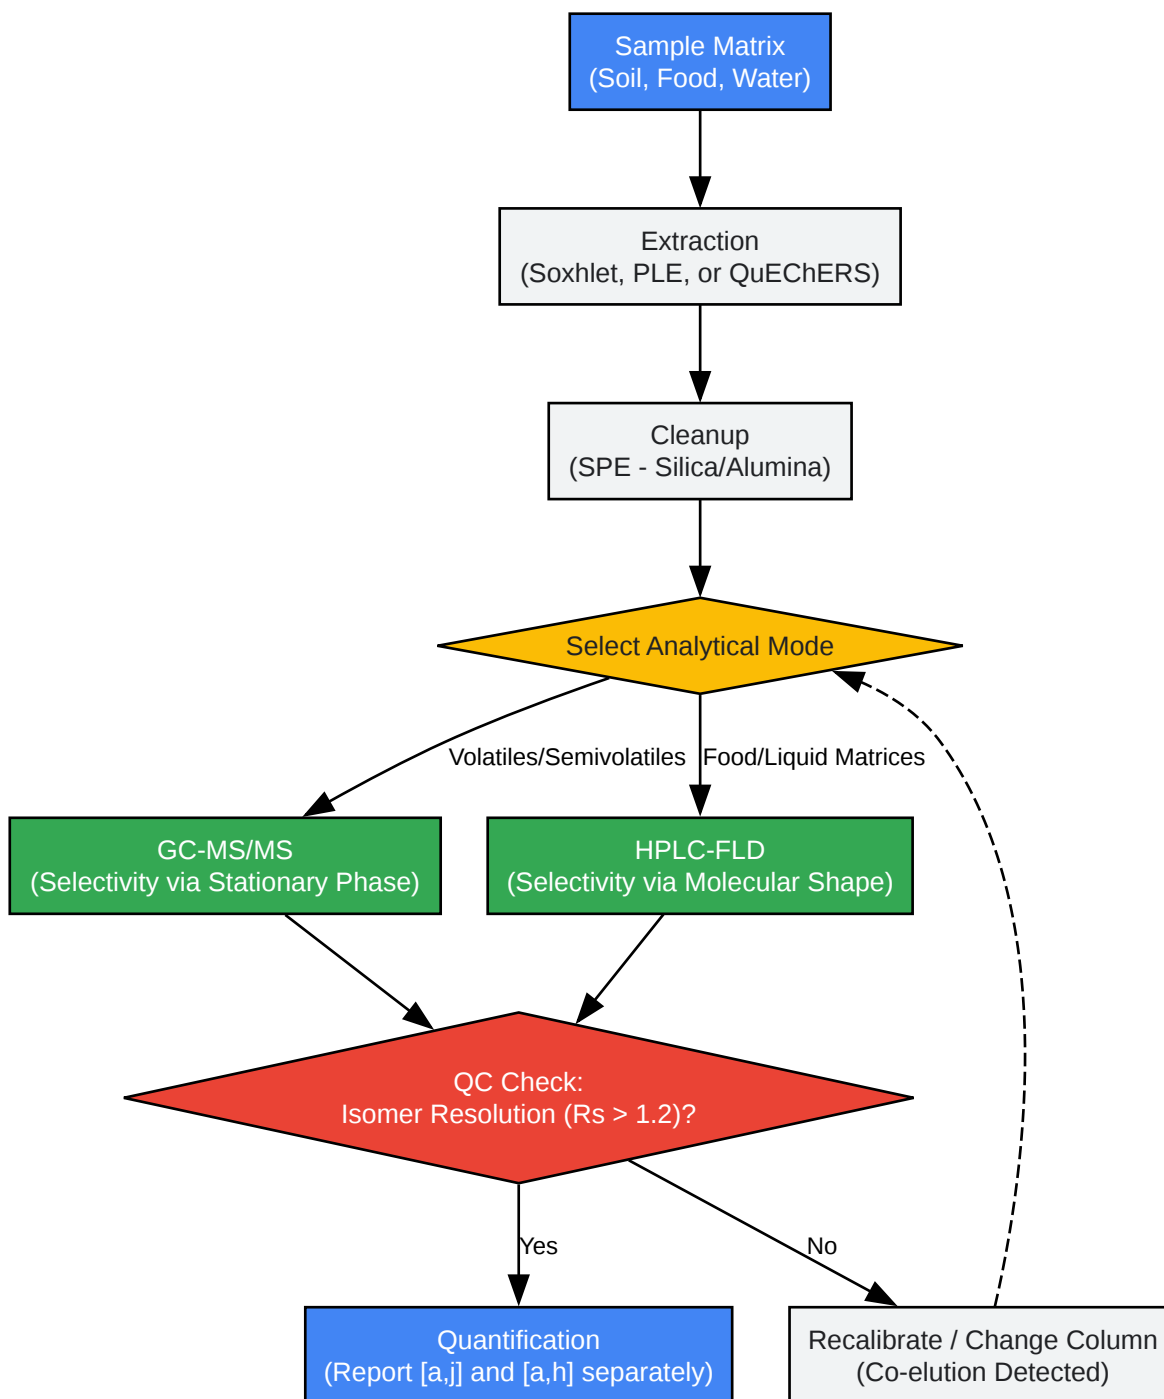 Sample Matrix
(Soil, Food, Water)
Extraction
(Soxhlet, PLE, or QuEChERS)
Cleanup
(SPE - Silica/Alumina)
Select Analytical Mode
Volatiles/Semivolatiles
Food/Liquid Matrices
GC-MS/MS
(Selectivity via Stationary Phase)
HPLC-FLD
(Selectivity via Molecular Shape)
QC Check:
Isomer Resolution (Rs > 1.2)?
Yes
No
Quantification
(Report [a,j] and [a,h] separately)
Recalibrate / Change Column
(Co-elution Detected)